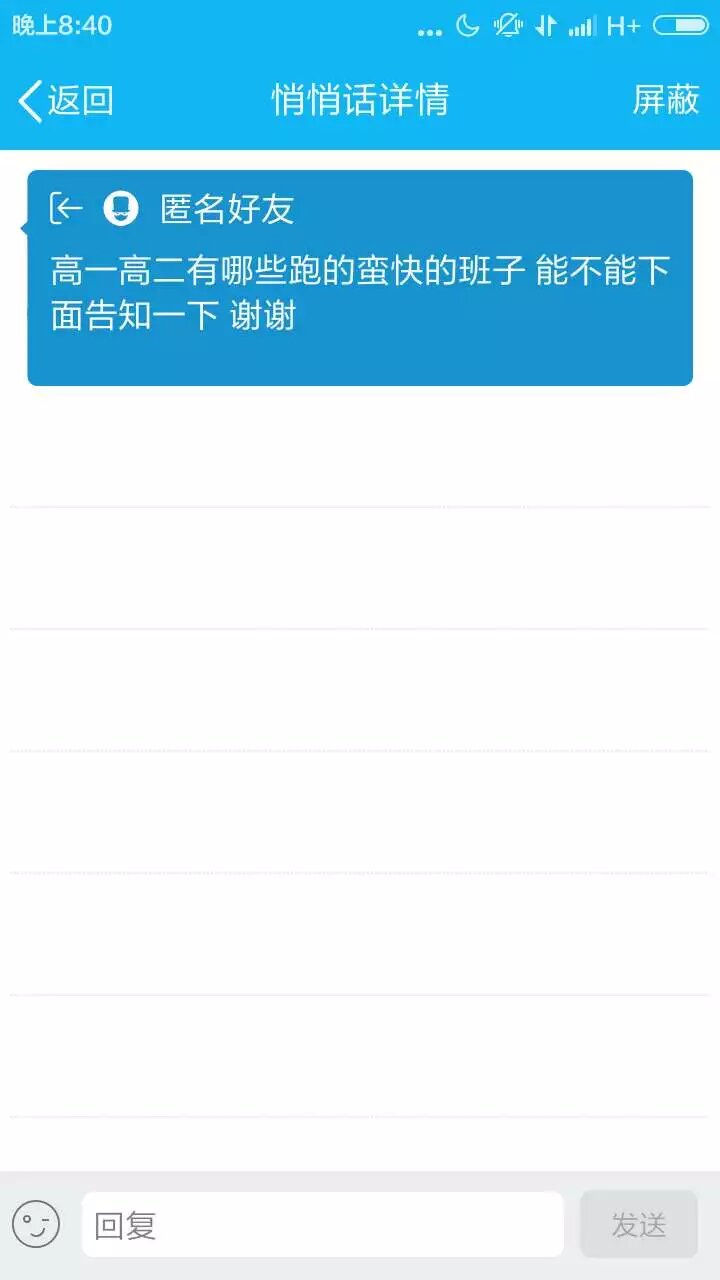 晚上8:40
H+
返回
悄悄话详情
屏蔽
匿名好友
高一高二有哪些跑的蛮快的班子 能不能下
面告知一下 谢谢
回复
发送